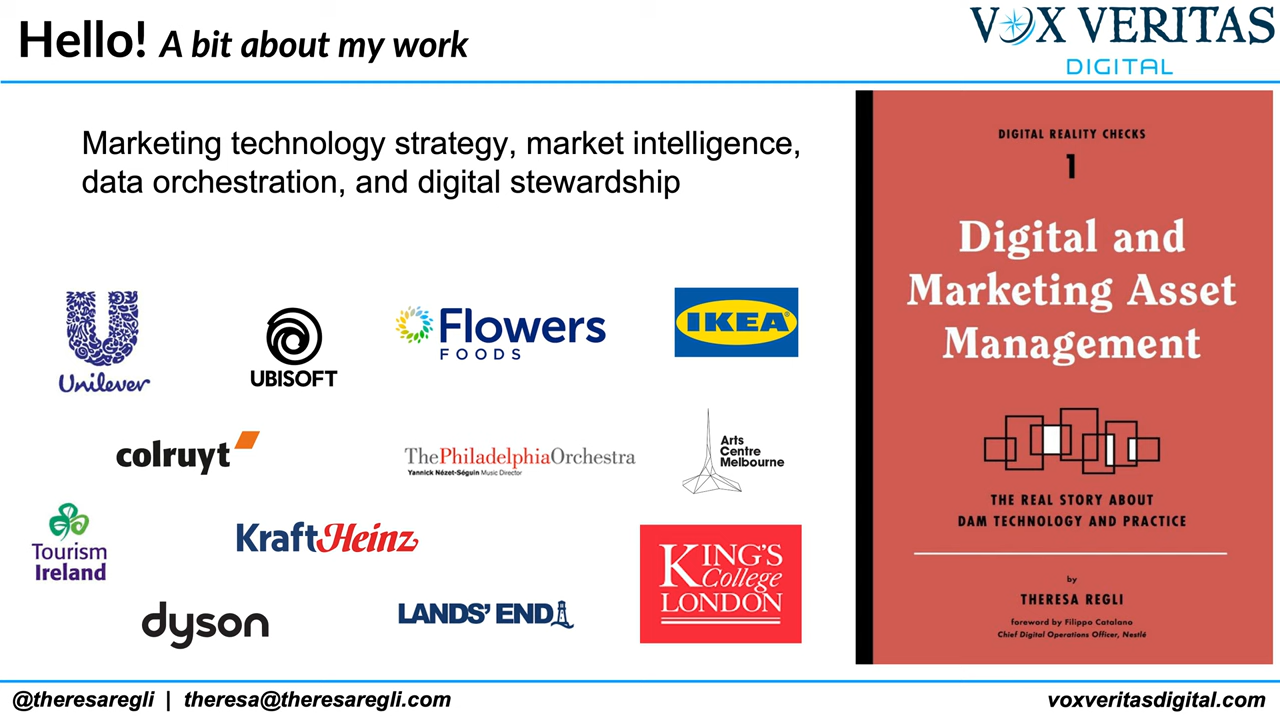 Hello! A bit about my work
VOX VERITAS
DIGITAL
Marketing technology strategy, market intelligence,
data orchestration, and digital stewardship
Unilever
UBISOFT
Flowers
FOODS
IKEA®
colruyt
ThePhiladelphiaOrchestra
Yannick Nézet-Séguin Music Director
Arts
Centre
Melbourne
Tourism
Ireland
KraftHeinz
KING'S
College
LONDON
dyson
LANDS' END
DIGITAL REALITY CHECKS
1
Digital and
Marketing Asset
Management
THE REAL STORY ABOUT
DAM TECHNOLOGY AND PRACTICE
by
THERESA REGLI
foreword by Filippo Catalano
Chief Digital Operations Officer, Nestlé
@theresaregli | theresa@theresaregli.com
voxveritasdigital.com